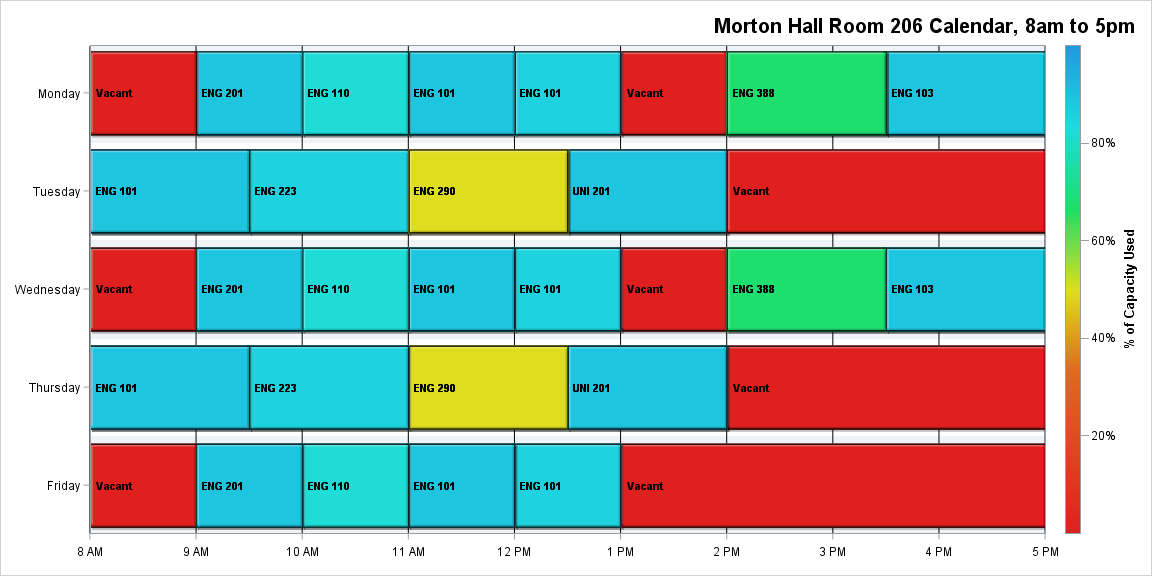 Morton Hall Room 206 Calendar, 8am to 5pm
Monday Vacant ENG 201 ENG 110 ENG 101 ENG 101 Vacant ENG 388 ENG 103
80%
Tuesday ENG 101 ENG 223 ENG 290 UNI 201 Vacant
60%
% of Capacity Used
Wednesday Vacant ENG 201 ENG 110 ENG 101 ENG 101 Vacant ENG 388 ENG 103
40%
Thursday ENG 101 ENG 223 ENG 290 UNI 201 Vacant
20%
Friday Vacant ENG 201 ENG 110 ENG 101 ENG 101 Vacant
8 AM 9 AM 10 AM 11 AM 12 PM 1 PM 2 PM 3 PM 4 PM 5 PM